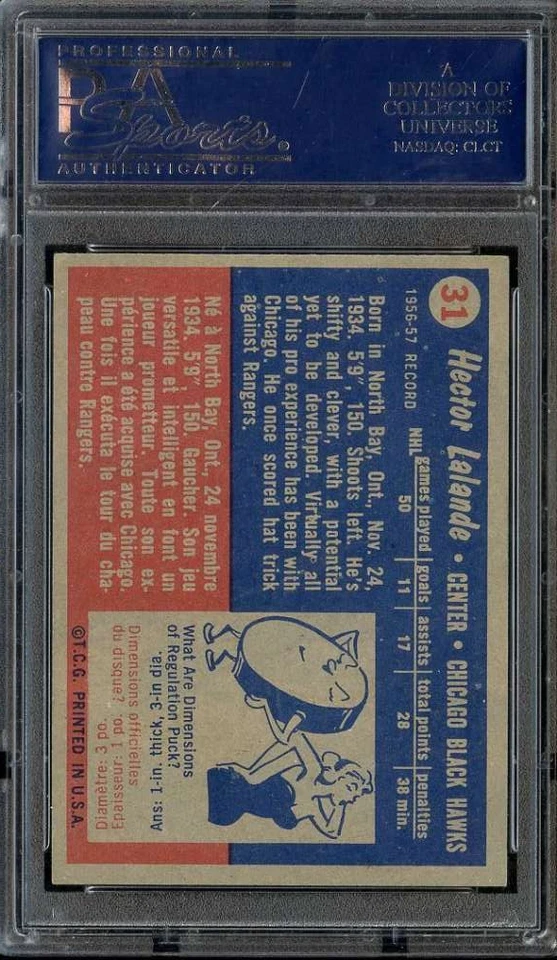 PROFESSIONAL
PSA
Sports®
AUTHENTICATOR
A
DIVISION OF
COLLECTORS
UNIVERSE
NASDAQ: CLCT
31 Hector Lalande • CENTER • CHICAGO BLACK HAWKS
1956-57 RECORD
games played goals assists total points penalties
NHL 50 11 17 28 38 min.
Born in North Bay, Ont., Nov. 24,
1934. 5'9", 150. Shoots left. He's
shifty and clever, with a potential
yet to be developed. Virtually all
of his pro experience has been with
Chicago. He once scored hat trick
against Rangers.
Né à North Bay, Ont., 24 novembre
1934. 5'9" 150. Gaucher. Son jeu
versatile et intelligent en font un
joueur prometteur. Toute son ex-
périence a été acquise avec Chicago.
Une fois il exécuta le tour du cha-
peau contre Rangers.
What Are Dimensions
of Regulation Puck?
Ans: 1-in. thick, 3-in dia.
Dimensions officielles
du disque?
Epaisseur: 1 po.
Diamètre: 3 po.
©T.C.G. PRINTED IN U.S.A.